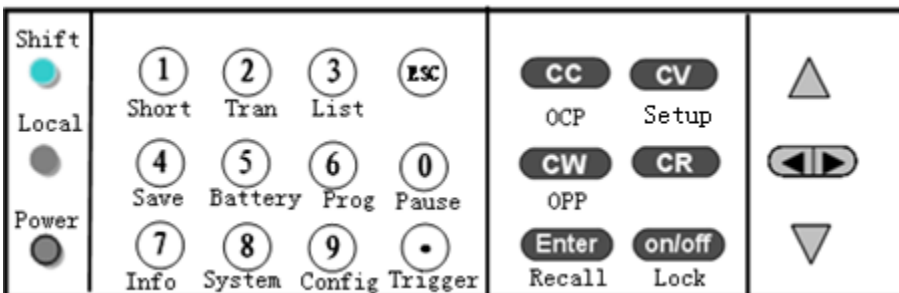 Shift
Local
Power
1 2 3 ESC
Short Tran List
4 5 6 0
Save Battery Prog Pause
7 8 9 •
Info System Config Trigger
CC CV
OCP Setup
CW CR
OPP
Enter on/off
Recall Lock